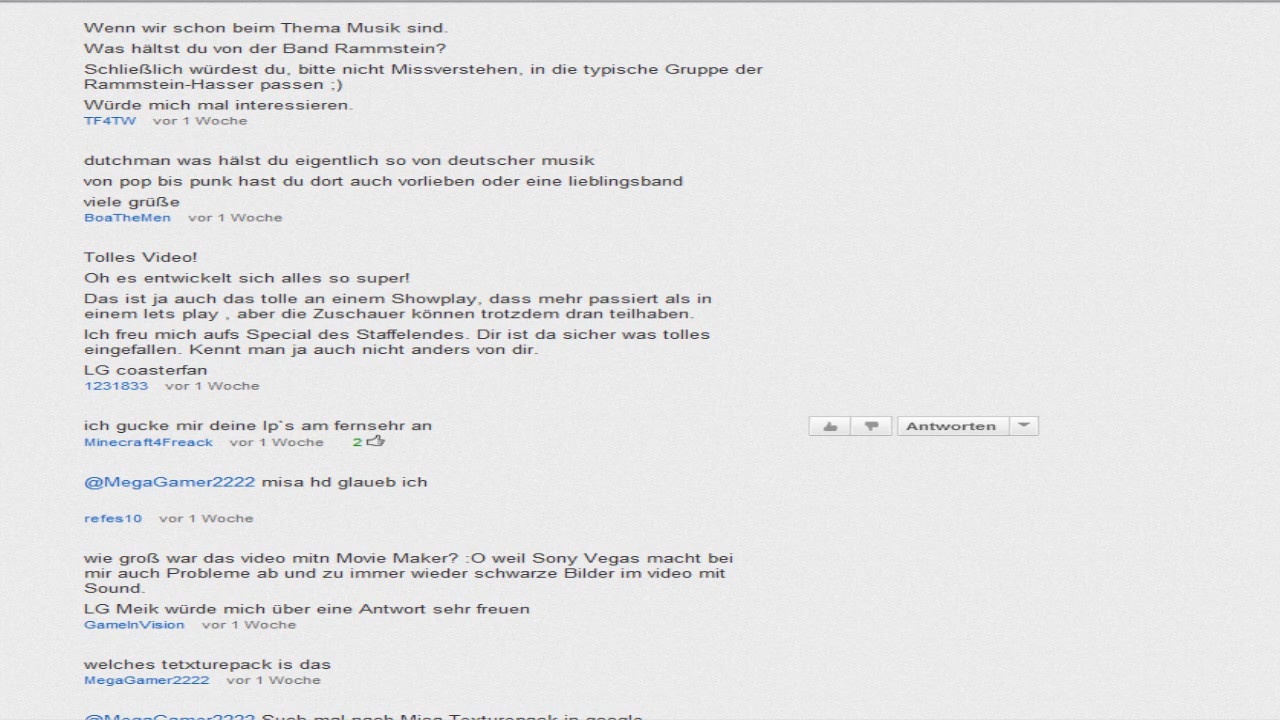 Wenn wir schon beim Thema Musik sind.
Was hältst du von der Band Rammstein?
Schließlich würdest du, bitte nicht Missverstehen, in die typische Gruppe der
Rammstein-Hasser passen ;)
Würde mich mal interessieren.
TF4TW vor 1 Woche
dutchman was hälst du eigentlich so von deutscher musik
von pop bis punk hast du dort auch vorlieben oder eine lieblingsband
viele grüße
BoaTheMen vor 1 Woche
Tolles Video!
Oh es entwickelt sich alles so super!
Das ist ja auch das tolle an einem Showplay, dass mehr passiert als in
einem lets play , aber die Zuschauer können trotzdem dran teilhaben.
Ich freu mich aufs Special des Staffelendes. Dir ist da sicher was tolles
eingefallen. Kennt man ja auch nicht anders von dir.
LG coasterfan
1231833 vor 1 Woche
ich gucke mir deine lp`s am fernsehr an
Antworten
Minecraft4Freack vor 1 Woche 2
@MegaGamer2222 misa hd glaueb ich
refes10 vor 1 Woche
wie groß war das video mitn Movie Maker? :O weil Sony Vegas macht bei
mir auch Probleme ab und zu immer wieder schwarze Bilder im video mit
Sound.
LG Meik würde mich über eine Antwort sehr freuen
GameInVision vor 1 Woche
welches tetxturepack is das
MegaGamer2222 vor 1 Woche
@MegaGamer2222 Such mal nach Misa Texturepack in google